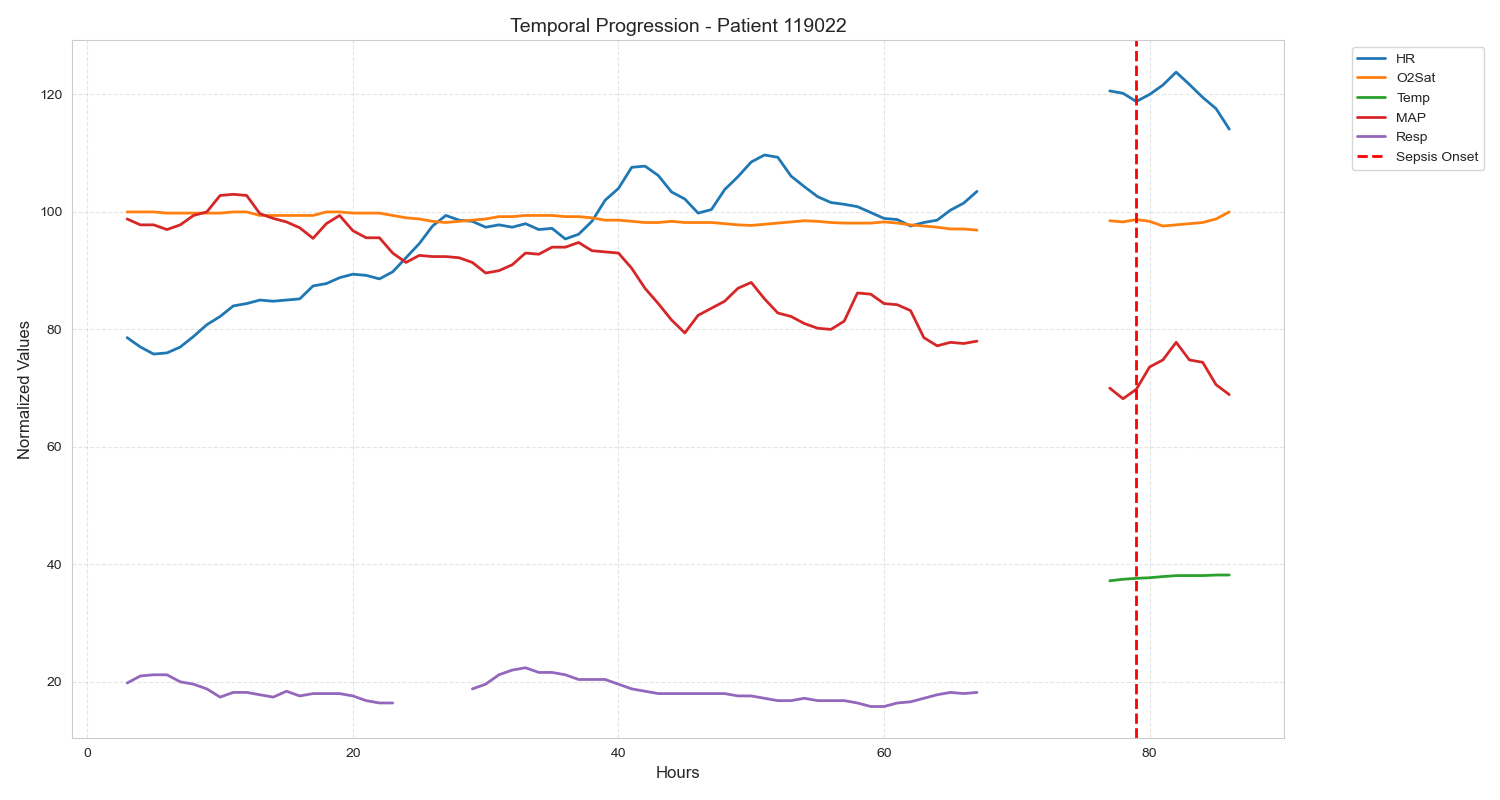 Temporal Progression - Patient 119022
HR
O2Sat
Temp
MAP
Resp
Sepsis Onset
Normalized Values
120
100
80
60
40
20
0
20
40
60
80
Hours